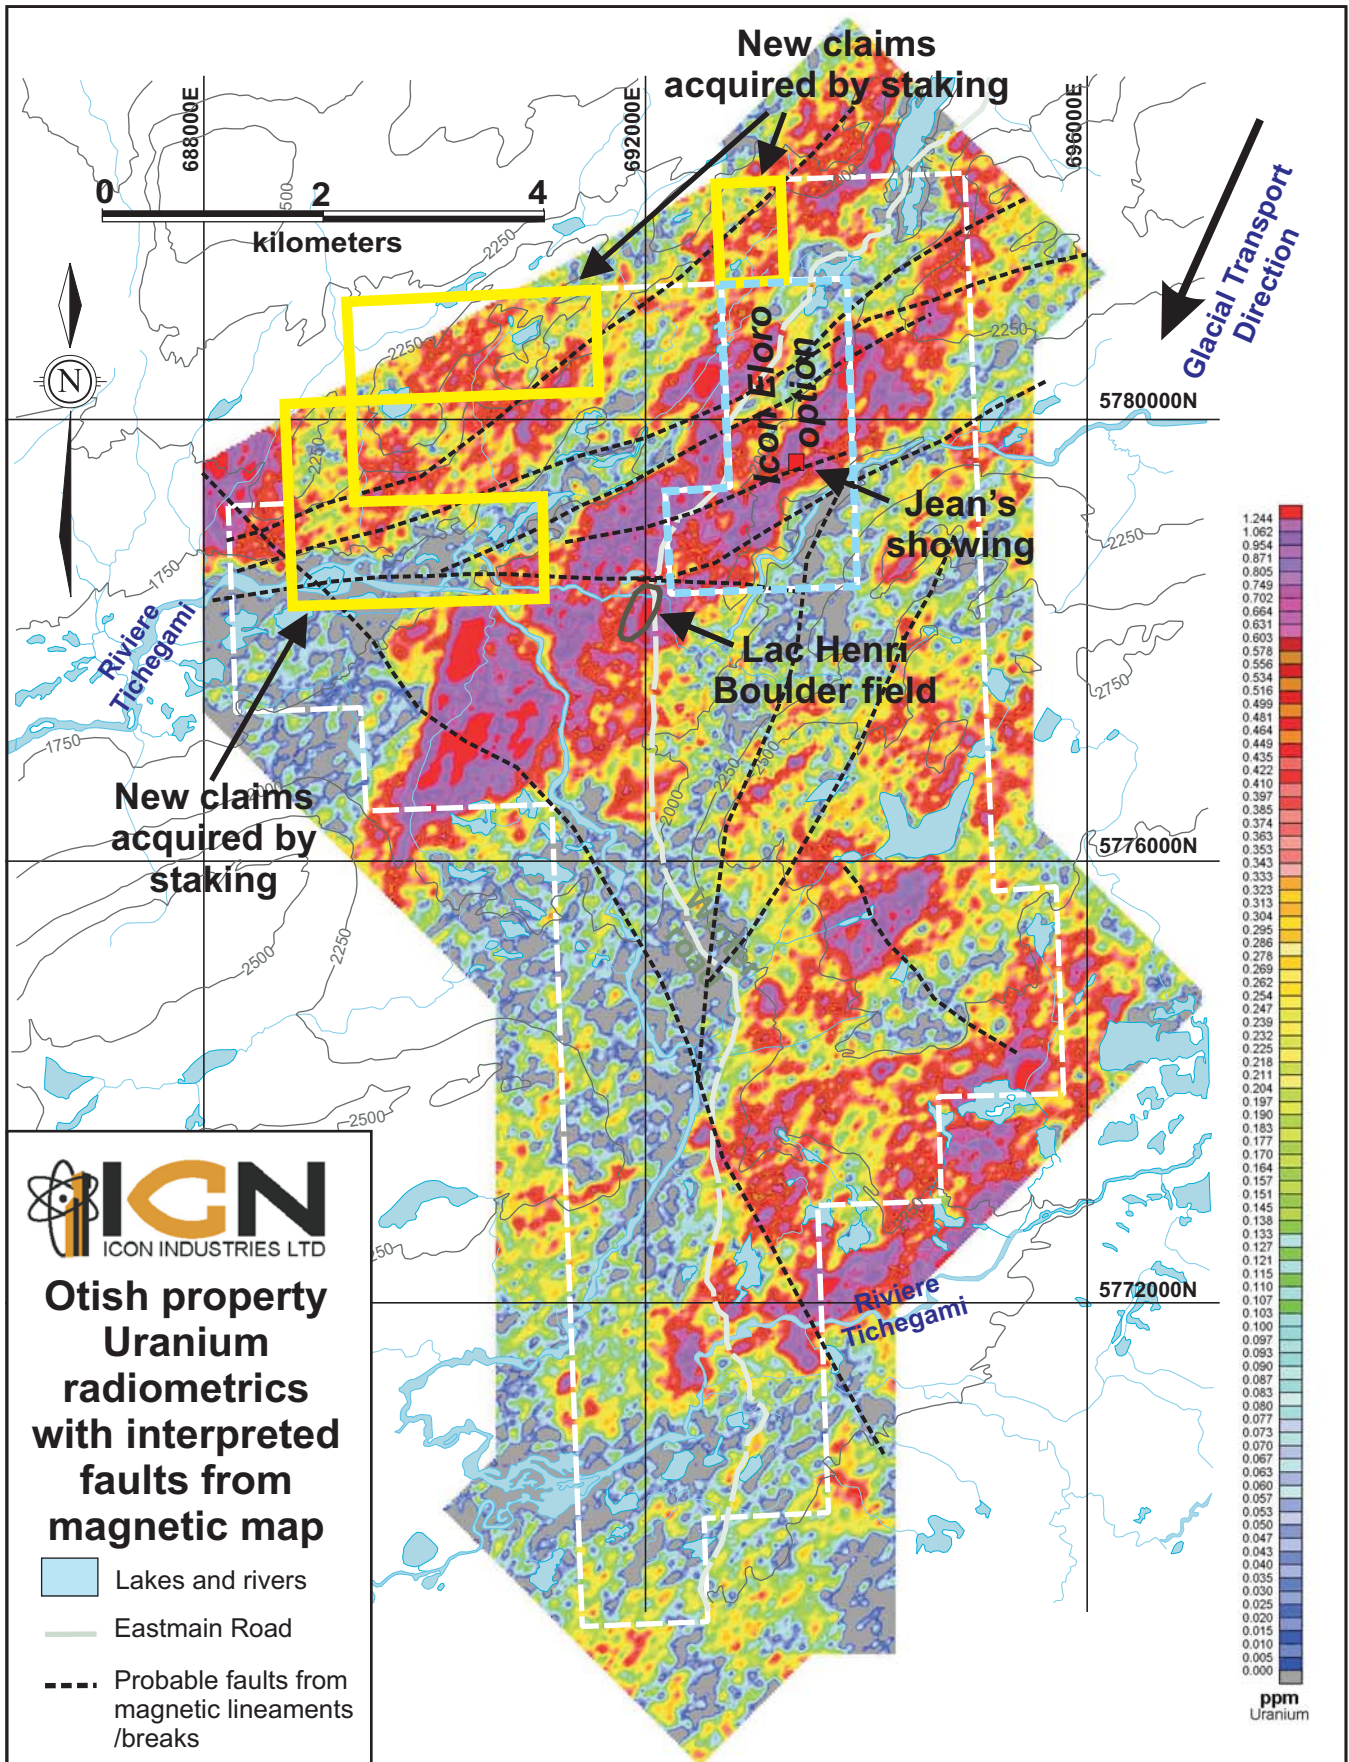 New claims
acquired by staking
688000E
692000E
696000E
0 2 4
kilometers
Glacial Transport
Direction
N
500
2250
2250
2250
2250
5780000N
Icon Eloro
option
Jean's
showing
2250
1750
Riviere
Tichegami
1750
Lac Henri
Boulder field
2750
New claims
acquired by
staking
2000
2250
2500
2000
5776000N
2500
2250
2500
250
5772000N
Riviere
Tichegami
ICN
ICON INDUSTRIES LTD
Otish property
Uranium
radiometrics
with interpreted
faults from
magnetic map
Lakes and rivers
Eastmain Road
Probable faults from
magnetic lineaments
/breaks
1.244
1.062
0.954
0.871
0.805
0.749
0.702
0.664
0.631
0.603
0.578
0.556
0.534
0.516
0.499
0.481
0.464
0.449
0.435
0.422
0.410
0.397
0.385
0.374
0.363
0.353
0.343
0.333
0.323
0.313
0.304
0.295
0.286
0.278
0.269
0.262
0.254
0.247
0.239
0.232
0.225
0.218
0.211
0.204
0.197
0.190
0.183
0.177
0.170
0.164
0.157
0.151
0.145
0.138
0.133
0.127
0.121
0.115
0.110
0.107
0.103
0.100
0.097
0.093
0.090
0.087
0.083
0.080
0.077
0.073
0.070
0.067
0.063
0.060
0.057
0.053
0.050
0.047
0.043
0.040
0.035
0.030
0.025
0.020
0.015
0.010
0.005
0.000
ppm
Uranium